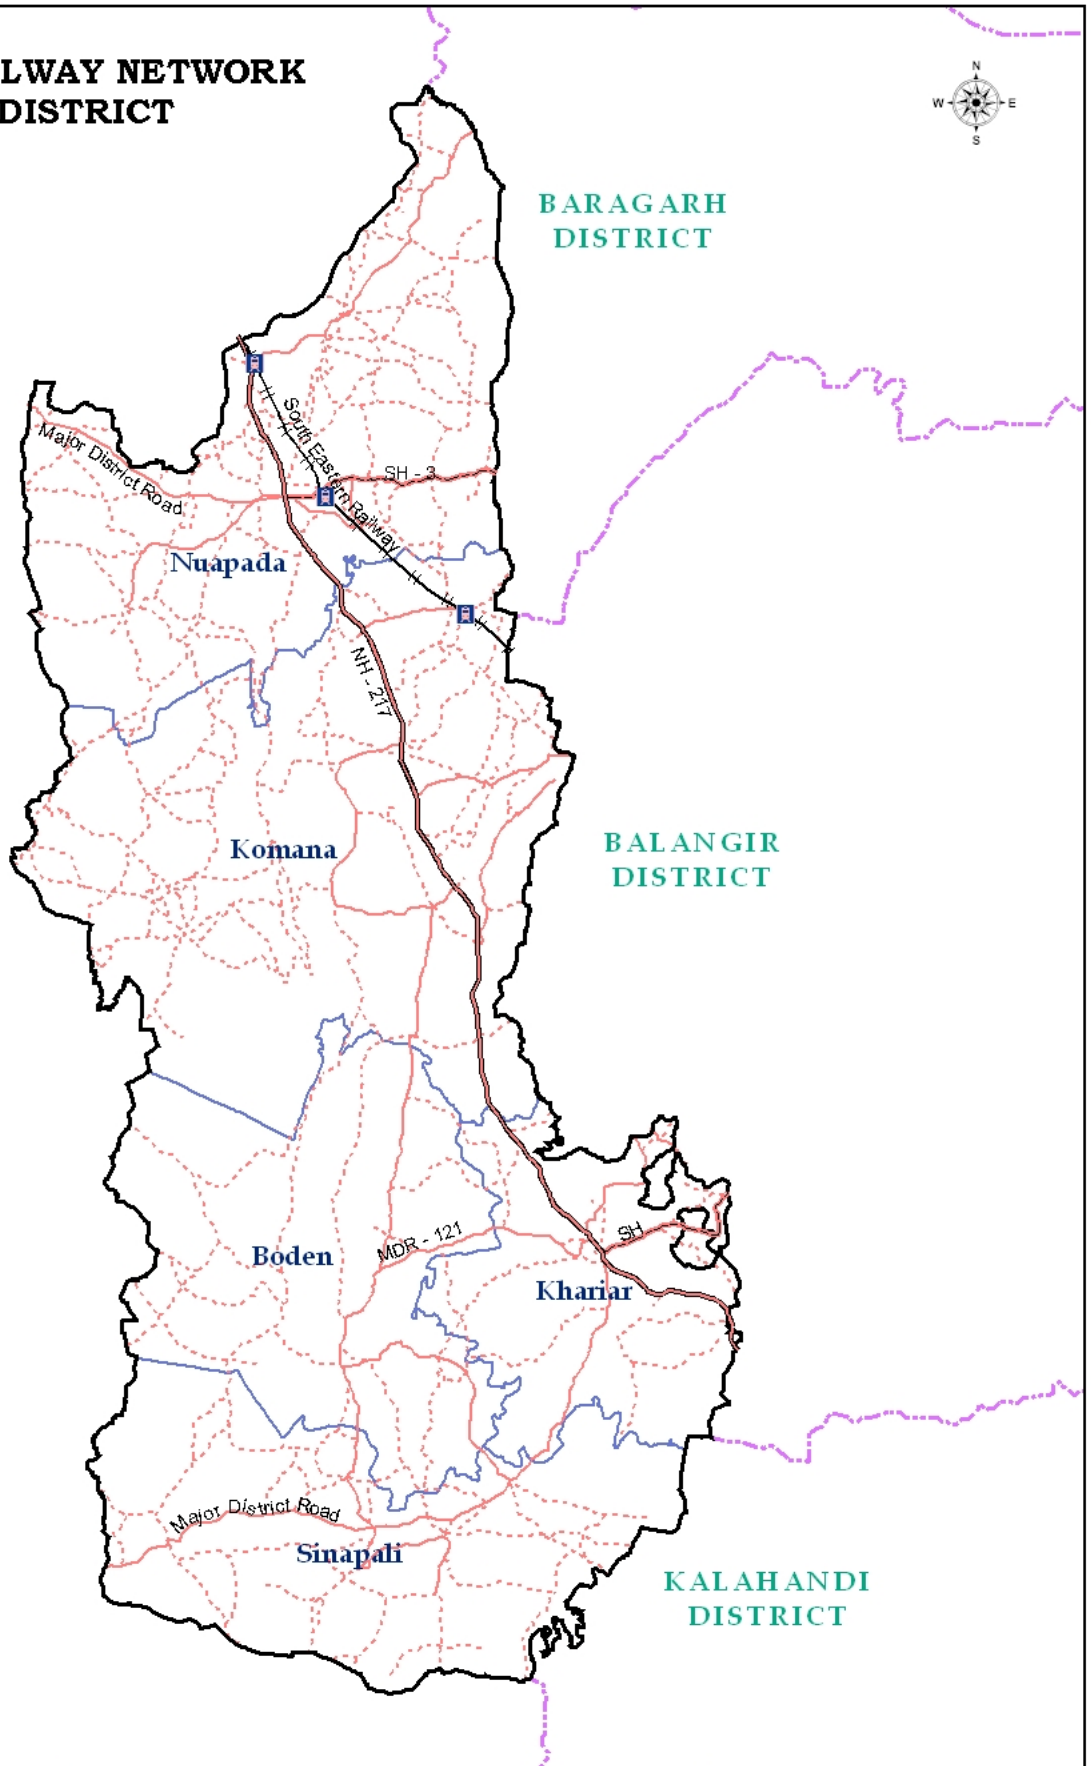 LWAY NETWORK
DISTRICT
N
W
E
S
BARAGARH
DISTRICT
Major District Road
South Eastern Railway
SH - 3
Nuapada
NH - 217
Komana
BALANGIR
DISTRICT
MDR - 121
SH
Boden
Khariar
Major District Road
Sinapali
KALAHANDI
DISTRICT